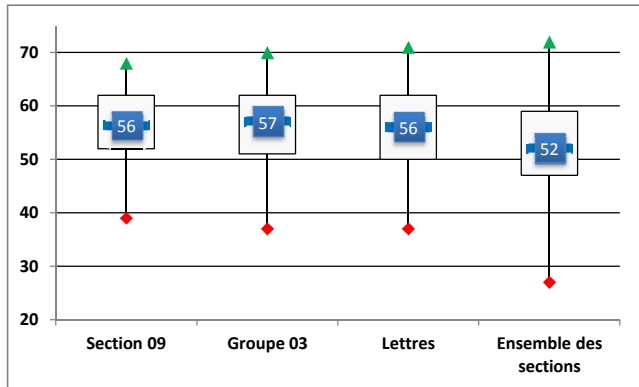 70
60
50
40
30
20
56
57
56
52
Section 09
Groupe 03
Lettres
Ensemble des
sections